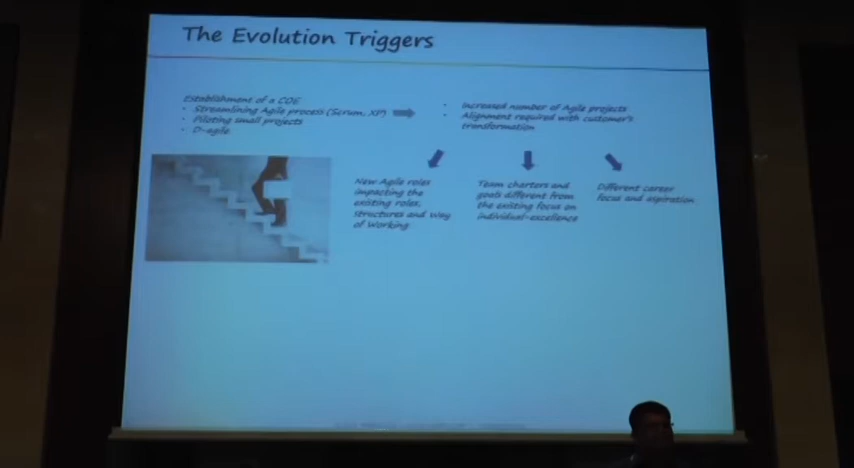 The Evolution Triggers
Establishment of a COE
• Streamlining Agile process (Scrum, XP)
• Piloting small projects
• D-agile
• Increased number of Agile projects
• Alignment required with customer's
transformation
New Agile roles
impacting the
existing roles,
Structures and Way
of Working
Team charters and
goals different from
the existing focus on
individual-excellence
Different career
focus and aspiration